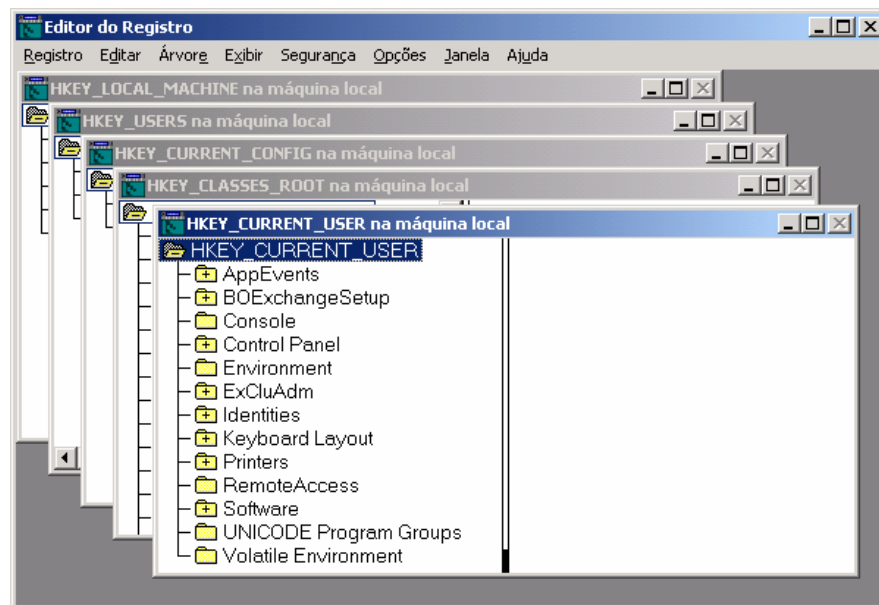 Editor do Registro
Registro Editar Árvore Exibir Segurança Opções Janela Ajuda
HKEY_LOCAL_MACHINE na máquina local
HKEY_USERS na máquina local
HKEY_CURRENT_CONFIG na máquina local
HKEY_CLASSES_ROOT na máquina local
HKEY_CURRENT_USER na máquina local
HKEY_CURRENT_USER
AppEvents
BOExchangeSetup
Console
Control Panel
Environment
ExCluAdm
Identities
Keyboard Layout
Printers
RemoteAccess
Software
UNICODE Program Groups
Volatile Environment